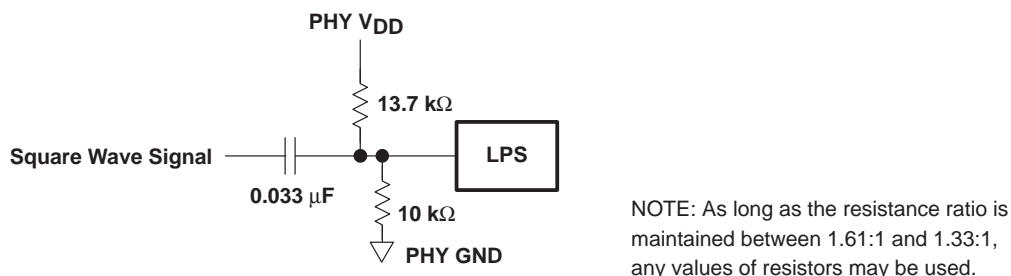 PHY VDD
13.7 kΩ
Square Wave Signal
LPS
0.033 μF
10 kΩ
PHY GND
NOTE: As long as the resistance ratio is
maintained between 1.61:1 and 1.33:1,
any values of resistors may be used.